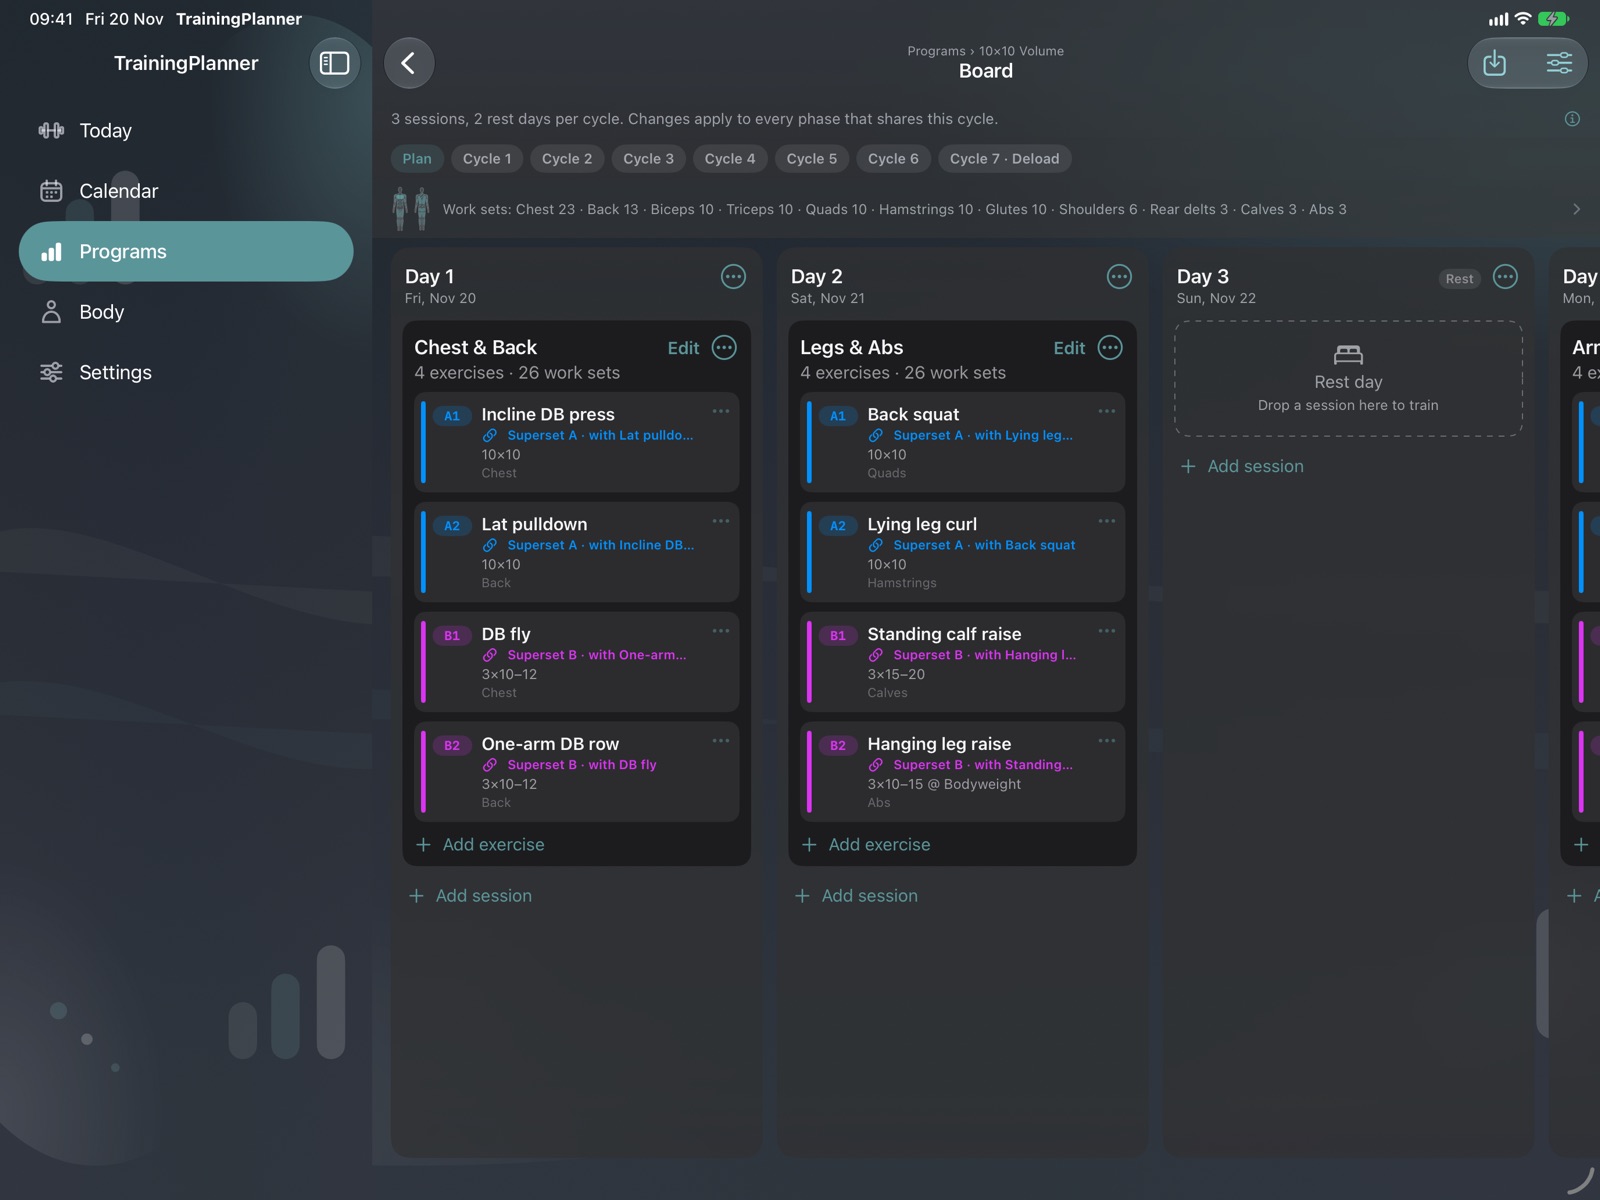 09:41 Fri 20 Nov TrainingPlanner
TrainingPlanner
Today
Calendar
Programs
Body
Settings
Programs › 10×10 Volume
Board
3 sessions, 2 rest days per cycle. Changes apply to every phase that shares this cycle.
Plan
Cycle 1
Cycle 2
Cycle 3
Cycle 4
Cycle 5
Cycle 6
Cycle 7 · Deload
Work sets: Chest 23 · Back 13 · Biceps 10 · Triceps 10 · Quads 10 · Hamstrings 10 · Glutes 10 · Shoulders 6 · Rear delts 3 · Calves 3 · Abs 3
Day 1
Fri, Nov 20
Chest & Back
Edit
4 exercises · 26 work sets
A1 Incline DB press
Superset A · with Lat pulldo...
10×10
Chest
A2 Lat pulldown
Superset A · with Incline DB...
10×10
Back
B1 DB fly
Superset B · with One-arm...
3×10–12
Chest
B2 One-arm DB row
Superset B · with DB fly
3×10–12
Back
Add exercise
Add session
Day 2
Sat, Nov 21
Legs & Abs
Edit
4 exercises · 26 work sets
A1 Back squat
Superset A · with Lying leg...
10×10
Quads
A2 Lying leg curl
Superset A · with Back squat
10×10
Hamstrings
B1 Standing calf raise
Superset B · with Hanging l...
3×15–20
Calves
B2 Hanging leg raise
Superset B · with Standing...
3×10–15 @ Bodyweight
Abs
Add exercise
Add session
Day 3
Rest
Sun, Nov 22
Rest day
Drop a session here to train
Add session
Day
Mon,
4